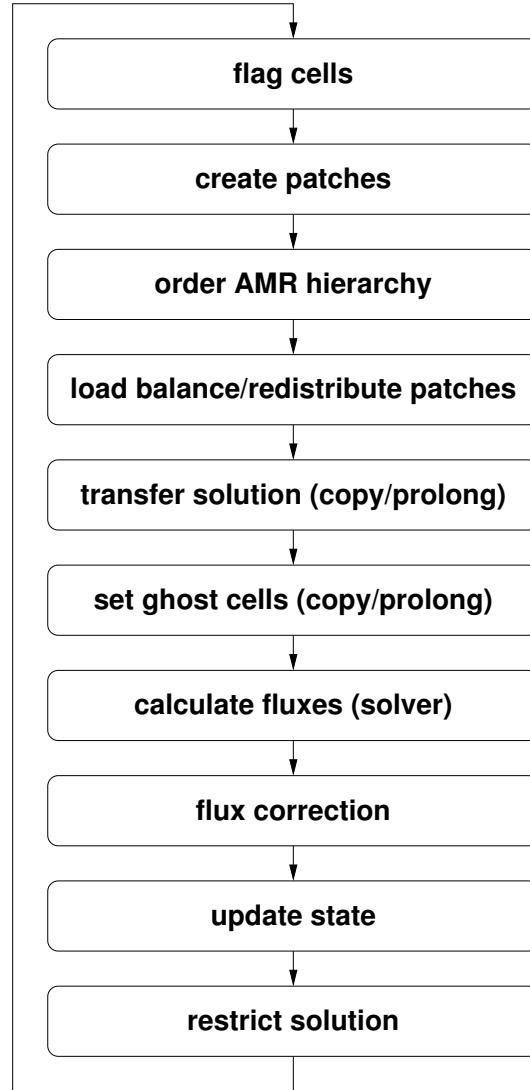 flag cells
create patches
order AMR hierarchy
load balance/redistribute patches
transfer solution (copy/prolong)
set ghost cells (copy/prolong)
calculate fluxes (solver)
flux correction
update state
restrict solution